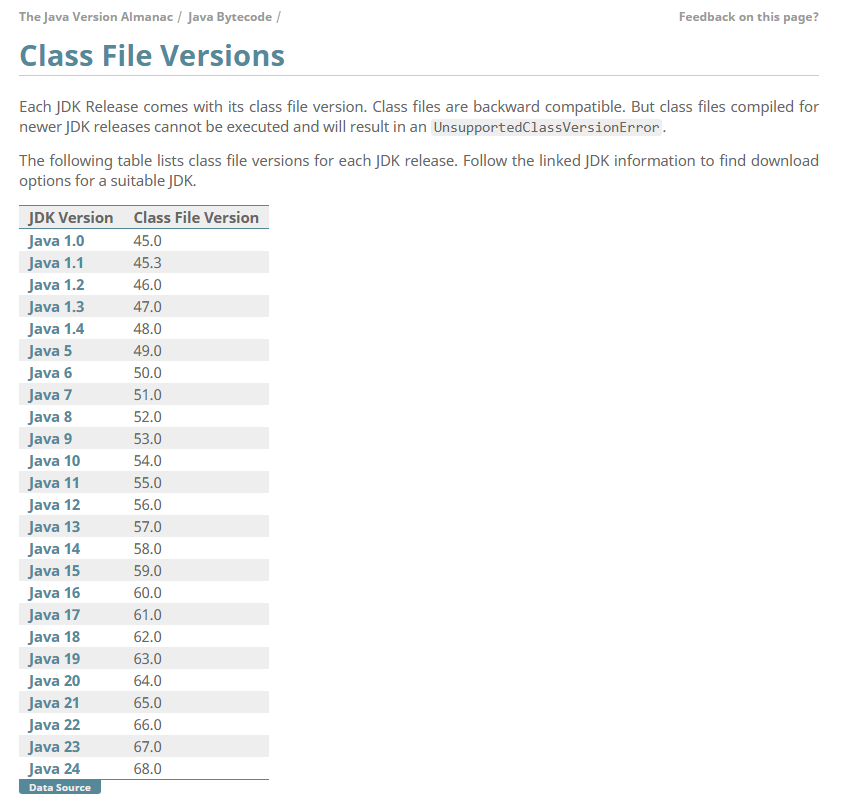 The Java Version Almanac / Java Bytecode /
Feedback on this page?
Class File Versions
Each JDK Release comes with its class file version. Class files are backward compatible. But class files compiled for
newer JDK releases cannot be executed and will result in an UnsupportedClassVersionError.
The following table lists class file versions for each JDK release. Follow the linked JDK information to find download
options for a suitable JDK.
JDK Version Class File Version
Java 1.0 45.0
Java 1.1 45.3
Java 1.2 46.0
Java 1.3 47.0
Java 1.4 48.0
Java 5 49.0
Java 6 50.0
Java 7 51.0
Java 8 52.0
Java 9 53.0
Java 10 54.0
Java 11 55.0
Java 12 56.0
Java 13 57.0
Java 14 58.0
Java 15 59.0
Java 16 60.0
Java 17 61.0
Java 18 62.0
Java 19 63.0
Java 20 64.0
Java 21 65.0
Java 22 66.0
Java 23 67.0
Java 24 68.0
Data Source